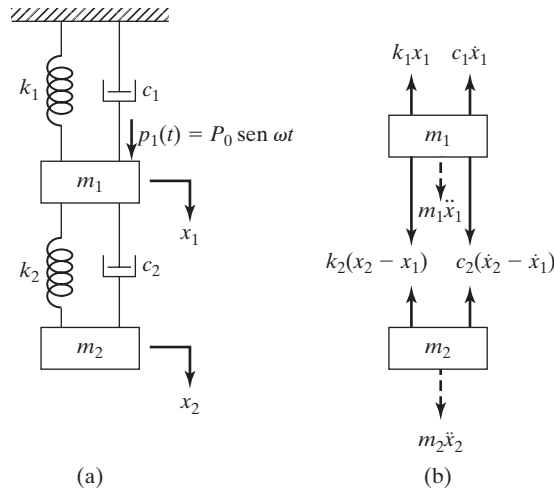 k₁
c₁
p₁(t) = P₀ sen ωt
m₁
x₁
k₂
c₂
m₂
x₂
(a)
k₁x₁ c₁ẋ₁
m₁
m₁ẍ₁
k₂(x₂ − x₁) c₂(ẋ₂ − ẋ₁)
m₂
m₂ẍ₂
(b)